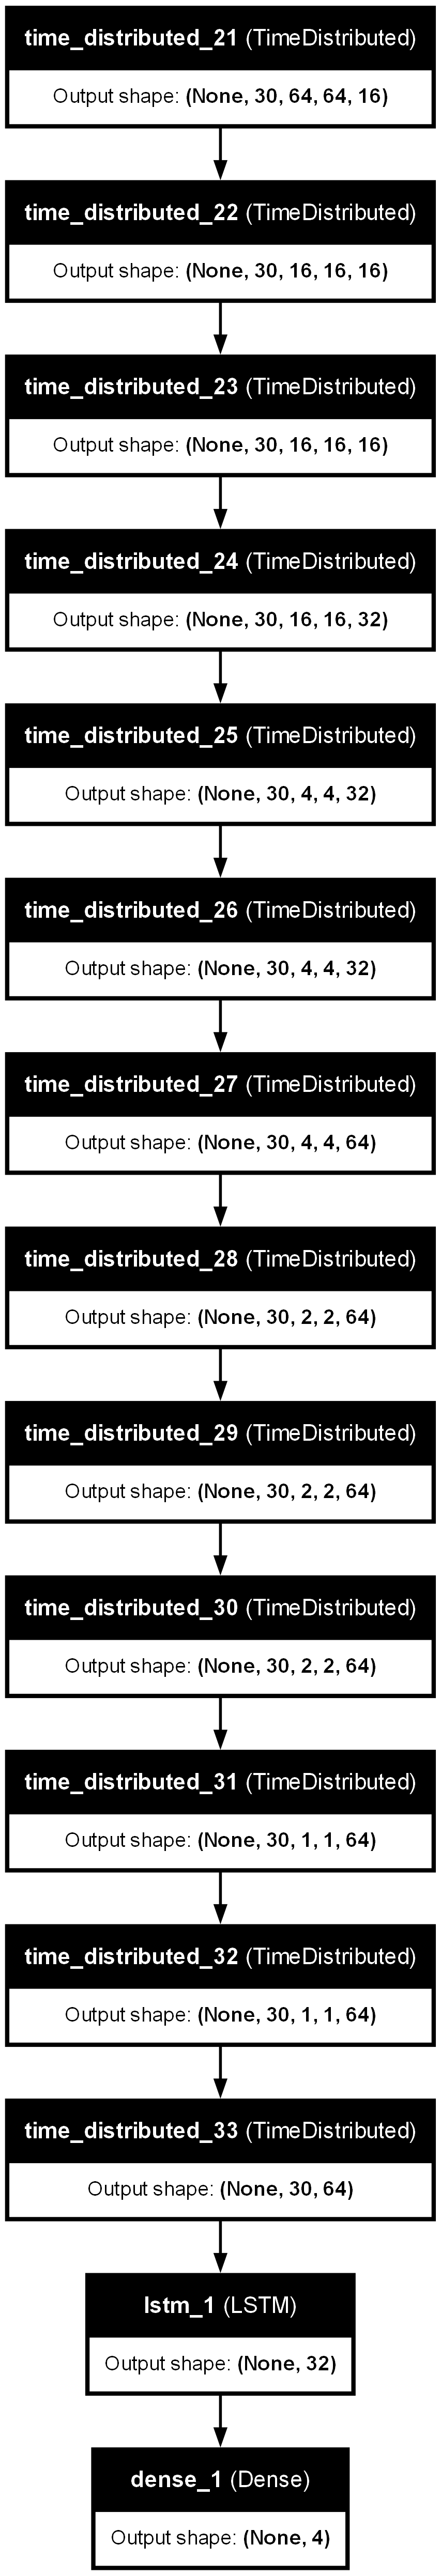 time_distributed_21 (TimeDistributed)
Output shape: (None, 30, 64, 64, 16)
time_distributed_22 (TimeDistributed)
Output shape: (None, 30, 16, 16, 16)
time_distributed_23 (TimeDistributed)
Output shape: (None, 30, 16, 16, 16)
time_distributed_24 (TimeDistributed)
Output shape: (None, 30, 16, 16, 32)
time_distributed_25 (TimeDistributed)
Output shape: (None, 30, 4, 4, 32)
time_distributed_26 (TimeDistributed)
Output shape: (None, 30, 4, 4, 32)
time_distributed_27 (TimeDistributed)
Output shape: (None, 30, 4, 4, 64)
time_distributed_28 (TimeDistributed)
Output shape: (None, 30, 2, 2, 64)
time_distributed_29 (TimeDistributed)
Output shape: (None, 30, 2, 2, 64)
time_distributed_30 (TimeDistributed)
Output shape: (None, 30, 2, 2, 64)
time_distributed_31 (TimeDistributed)
Output shape: (None, 30, 1, 1, 64)
time_distributed_32 (TimeDistributed)
Output shape: (None, 30, 1, 1, 64)
time_distributed_33 (TimeDistributed)
Output shape: (None, 30, 64)
lstm_1 (LSTM)
Output shape: (None, 32)
dense_1 (Dense)
Output shape: (None, 4)